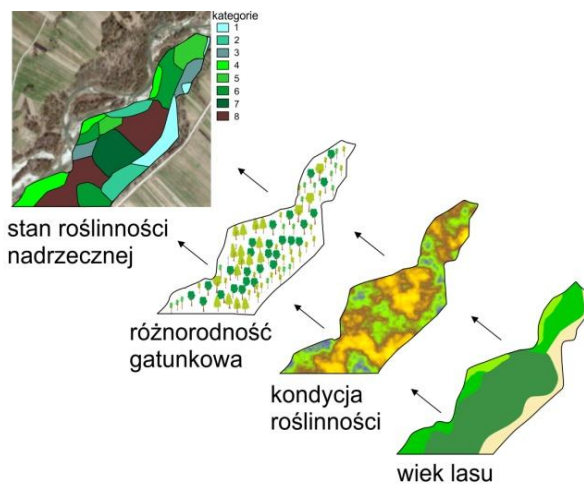 kategorie
1
2
3
4
5
6
7
8
stan roślinności
nadrzecznej
różnorodność
gatunkowa
kondycja
roślinności
wiek lasu